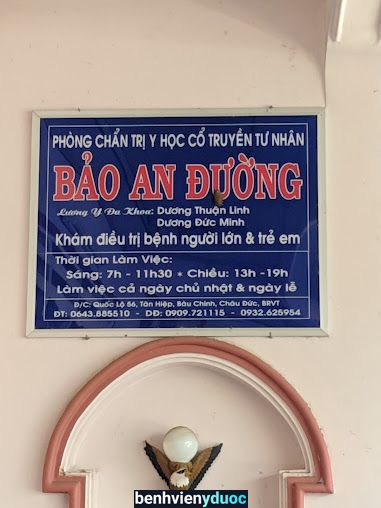 PHÒNG CHẨN TRỊ Y HỌC CỔ TRUYỀN TƯ NHÂN
BẢO AN ĐƯỜNG
Lương Y Đa Khoa: Dương Thuận Linh
Dương Đức Minh
Khám điều trị bệnh người lớn & trẻ em
Thời gian Làm Việc:
Sáng: 7h - 11h30 * Chiều: 13h -19h
Làm việc cả ngày chủ nhật & ngày lễ
Đ/C: Quốc Lộ 56, Tân Hiệp, Bàu Chinh, Châu Đức, BRVT
ĐT: 0643.885510 - DĐ: 0909.721115 - 0932.625954
benhvienyduoc